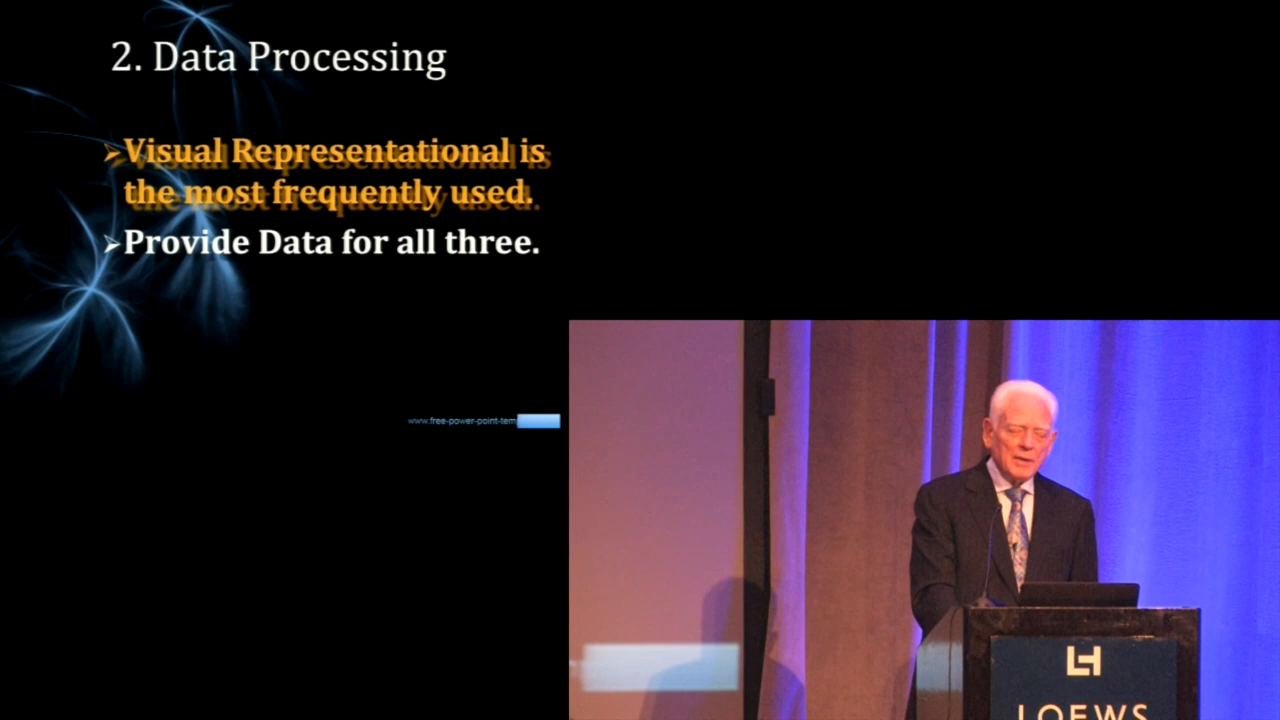 2. Data Processing
➢Visual Representational is
the most frequently used.
➢Provide Data for all three.
www.free-power-point-tem
LH
LOEWS